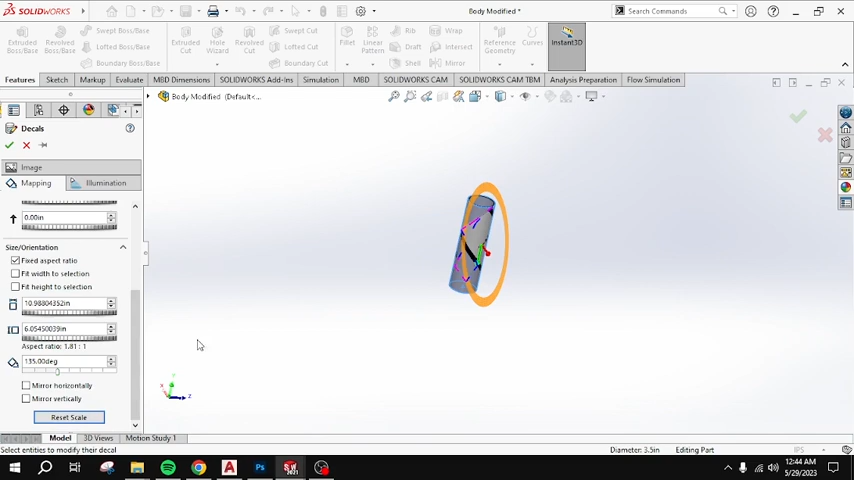 SOLIDWORKS
Body Modified *
Search Commands
Extruded Boss/Base
Revolved Boss/Base
Swept Boss/Base
Lofted Boss/Base
Boundary Boss/Base
Extruded Cut
Hole Wizard
Revolved Cut
Swept Cut
Lofted Cut
Boundary Cut
Fillet
Linear Pattern
Rib
Draft
Shell
Wrap
Intersect
Mirror
Reference Geometry
Curves
Instant3D
Features
Sketch
Markup
Evaluate
MBD Dimensions
SOLIDWORKS Add-Ins
Simulation
MBD
SOLIDWORKS CAM
SOLIDWORKS CAM TBM
Analysis Preparation
Flow Simulation
Body Modified (Default<...
Decals
Image
Mapping
Illumination
0.00in
Size/Orientation
Fixed aspect ratio
Fit width to selection
Fit height to selection
10.98804352in
6.05450039in
Aspect ratio: 1.81 : 1
135.00deg
Mirror horizontally
Mirror vertically
Reset Scale
Y
X
Z
Model
3D Views
Motion Study 1
Select entities to modify their decal
Diameter: 3.5in
Editing Part
IPS
12:44 AM
5/29/2023